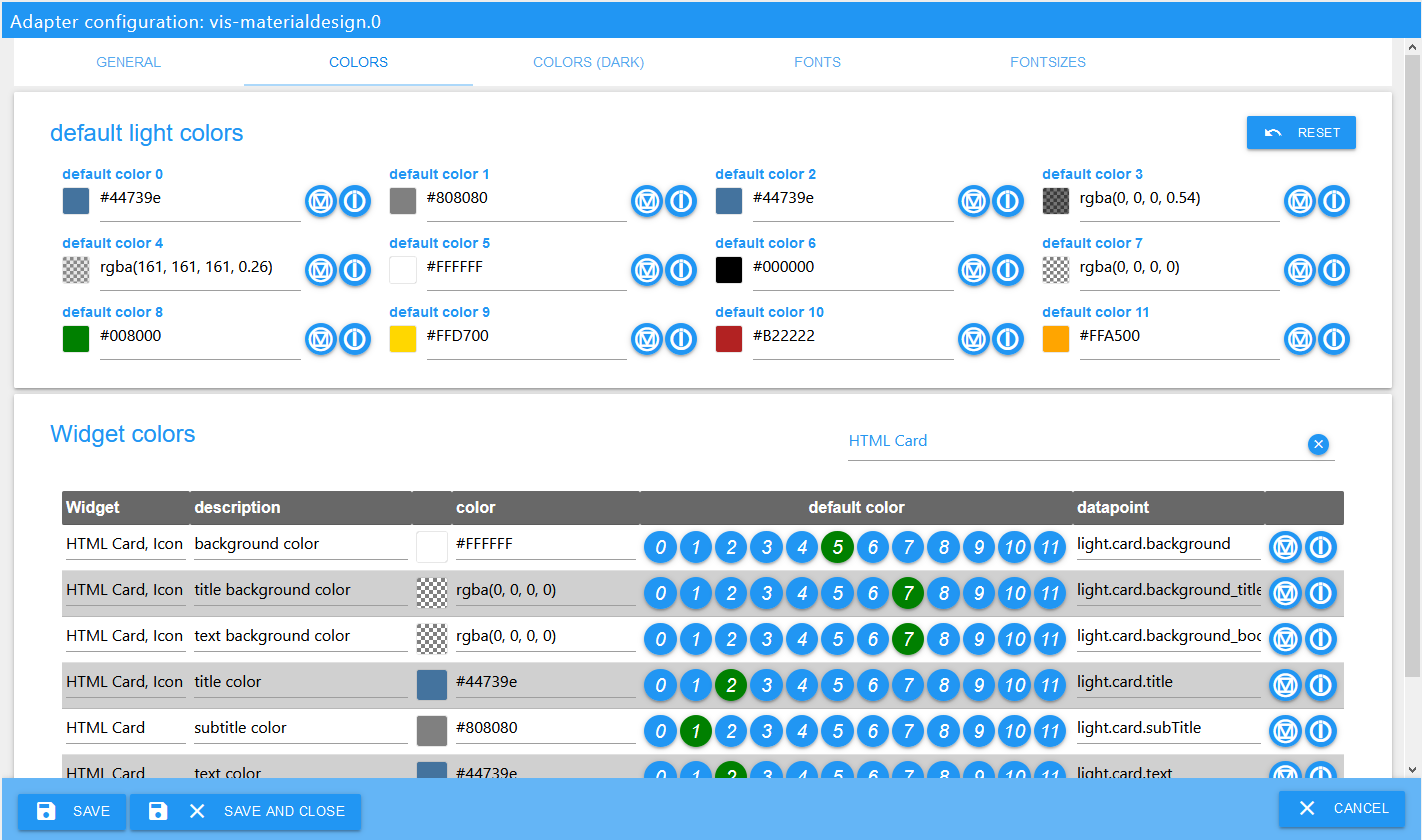 Adapter configuration: vis-materialdesign.0
GENERAL COLORS COLORS (DARK) FONTS FONTSIZES
default light colors RESET
default color 0 default color 1 default color 2 default color 3
#44739e #808080 #44739e rgba(0, 0, 0, 0.54)
default color 4 default color 5 default color 6 default color 7
rgba(161, 161, 161, 0.26) #FFFFFF #000000 rgba(0, 0, 0, 0)
default color 8 default color 9 default color 10 default color 11
#008000 #FFD700 #B22222 #FFA500
Widget colors HTML Card
Widget description color default color datapoint
HTML Card, Icon background color #FFFFFF 0 1 2 3 4 5 6 7 8 9 10 11 light.card.background
HTML Card, Icon title background color rgba(0, 0, 0, 0) 0 1 2 3 4 5 6 7 8 9 10 11 light.card.background_title
HTML Card, Icon text background color rgba(0, 0, 0, 0) 0 1 2 3 4 5 6 7 8 9 10 11 light.card.background_boc
HTML Card, Icon title color #44739e 0 1 2 3 4 5 6 7 8 9 10 11 light.card.title
HTML Card subtitle color #808080 0 1 2 3 4 5 6 7 8 9 10 11 light.card.subTitle
HTML Card text color #44739e 0 1 2 3 4 5 6 7 8 9 10 11 light.card.text
SAVE SAVE AND CLOSE CANCEL